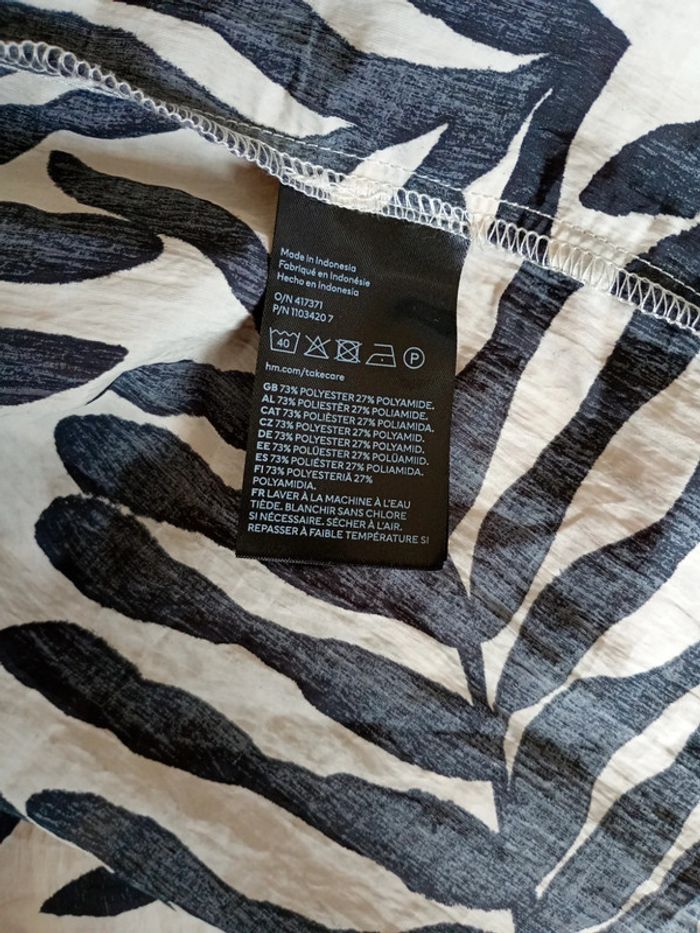 Made in Indonesia
Fabriqué en Indonésie
Hecho en Indonesia
O/N 417371
P/N 1103420 7
40 P
hm.com/takecare
GB 73% POLYESTER 27% POLYAMIDE.
AL 73% POLIESTËR 27% POLIAMIDE.
CAT 73% POLIÈSTER 27% POLIAMIDA.
CZ 73% POLYESTER 27% POLYAMID.
DE 73% POLYESTER 27% POLYAMID.
EE 73% POLÜESTER 27% POLÜAMIID.
ES 73% POLIÉSTER 27% POLIAMIDA.
FI 73% POLYESTERIÄ 27%
POLYAMIDIA.
FR LAVER À LA MACHINE À L'EAU
TIÈDE. BLANCHIR SANS CHLORE
SI NÉCESSAIRE. SÉCHER À L'AIR.
REPASSER À FAIBLE TEMPÉRATURE SI